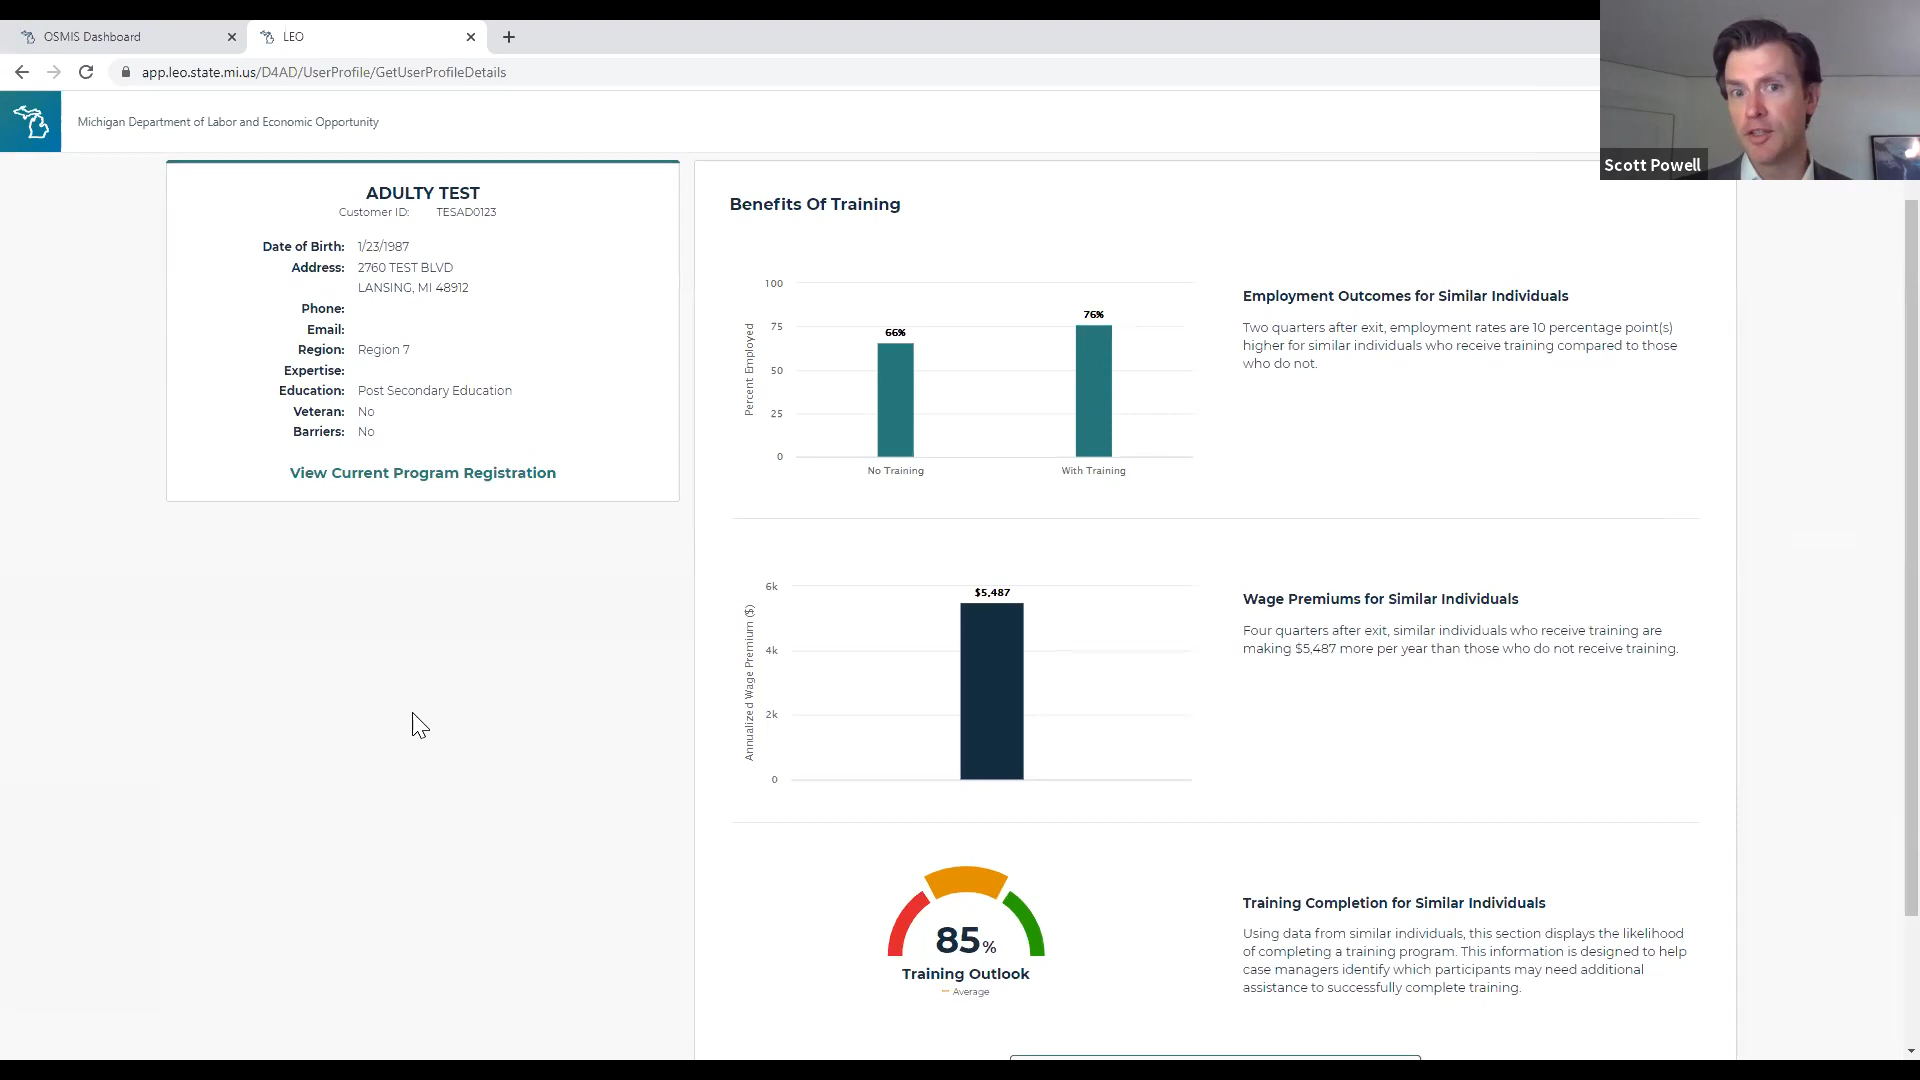 OSMIS Dashboard
LEO
app.leo.state.mi.us/D4AD/UserProfile/GetUserProfileDetails
Michigan Department of Labor and Economic Opportunity
Scott Powell
ADULTY TEST
Customer ID: TESAD0123
Date of Birth: 1/23/1987
Address: 2760 TEST BLVD
LANSING, MI 48912
Phone:
Email:
Region: Region 7
Expertise:
Education: Post Secondary Education
Veteran: No
Barriers: No
View Current Program Registration
Benefits Of Training
Percent Employed
100
75
50
25
0
66%
76%
No Training
With Training
Employment Outcomes for Similar Individuals
Two quarters after exit, employment rates are 10 percentage point(s)
higher for similar individuals who receive training compared to those
who do not.
Annualized Wage Premium ($)
6k
4k
2k
0
$5,487
Wage Premiums for Similar Individuals
Four quarters after exit, similar individuals who receive training are
making $5,487 more per year than those who do not receive training.
85%
Training Outlook
Average
Training Completion for Similar Individuals
Using data from similar individuals, this section displays the likelihood
of completing a training program. This information is designed to help
case managers identify which participants may need additional
assistance to successfully complete training.